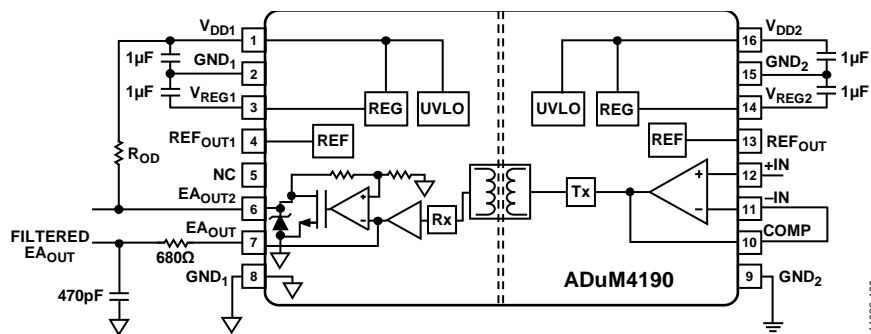 VDD1
1µF
GND1
1µF
VREG1
REFOUT1
ROD
NC
EAOUT2
EAOUT
FILTERED
EAOUT
680Ω
GND1
470pF
1
2
3
4
5
6
7
8
REG
UVLO
REF
Rx
Tx
UVLO
REG
REF
ADuM4190
16
15
14
13
12
11
10
9
VDD2
1µF
GND2
1µF
VREG2
REFOUT
+IN
–IN
COMP
GND2
+
–
+
–